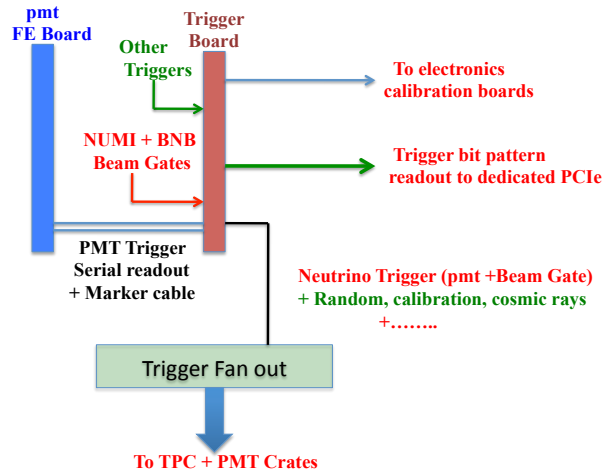 pmt
FE Board
Trigger
Board
Other
Triggers
To electronics
calibration boards
NUMI + BNB
Beam Gates
Trigger bit pattern
readout to dedicated PCIe
PMT Trigger
Serial readout
+ Marker cable
Neutrino Trigger (pmt +Beam Gate)
+ Random, calibration, cosmic rays
+……..
Trigger Fan out
To TPC + PMT Crates